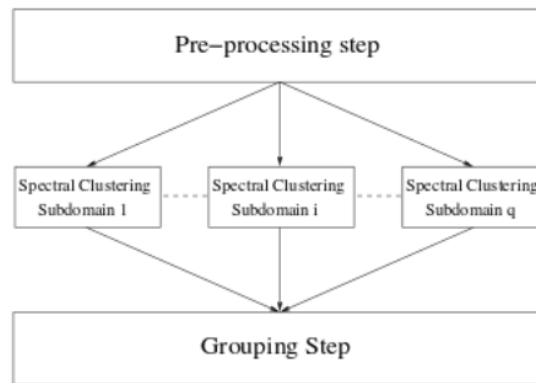 Pre-processing step
Spectral Clustering
Subdomain 1
Spectral Clustering
Subdomain i
Spectral Clustering
Subdomain q
Grouping Step